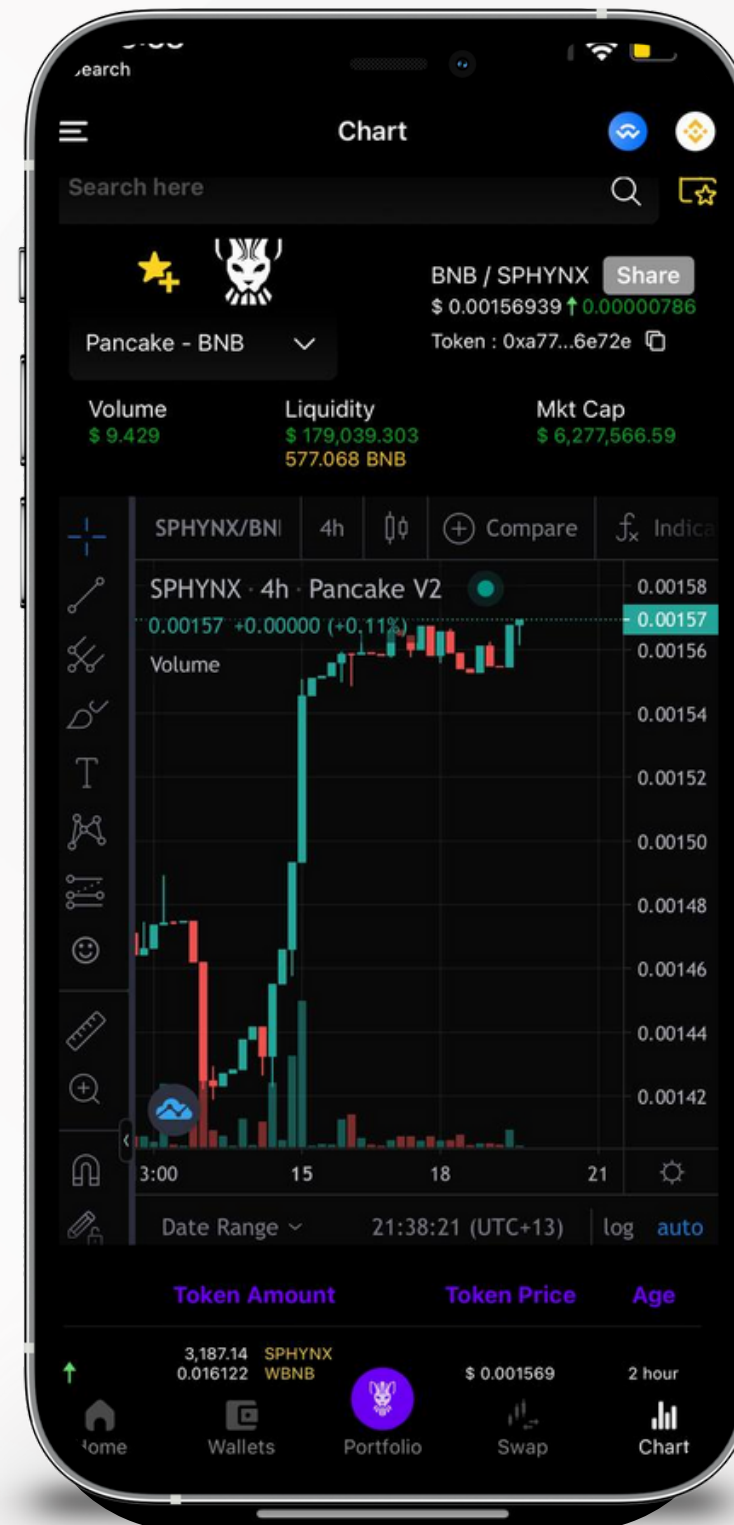 Chart
Search here
BNB / SPHYNX Share
$ 0.00156939 0.00000786
Pancake - BNB
Token : 0xa77...6e72e
Volume Liquidity Mkt Cap
$ 9.429 $ 179,039.303 $ 6,277,566.59
577.068 BNB
SPHYNX/BN 4h Compare Indica
SPHYNX · 4h · Pancake V2
0.00157 +0.00000 (+0.11%)
Volume
0.00158
0.00157
0.00156
0.00154
0.00152
0.00150
0.00148
0.00146
0.00144
0.00142
3:00 15 18 21
Date Range 21:38:21 (UTC+13) log auto
Token Amount Token Price Age
3,187.14 SPHYNX
0.016122 WBNB $ 0.001569 2 hour
Wallets Portfolio Swap Chart